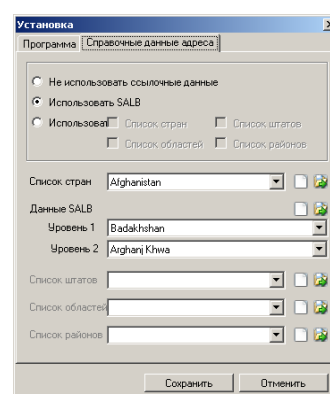 Установка
Программа Справочные данные адреса
Не использовать ссылочные данные
Использовать SALB
Использоват Список стран Список штатов
Список областей Список районов
Список стран Afghanistan
Данные SALB
Уровень 1 Badakhshan
Уровень 2 Arghanj Khwa
Список штатов
Список областей
Список районов
Сохранить Отменить